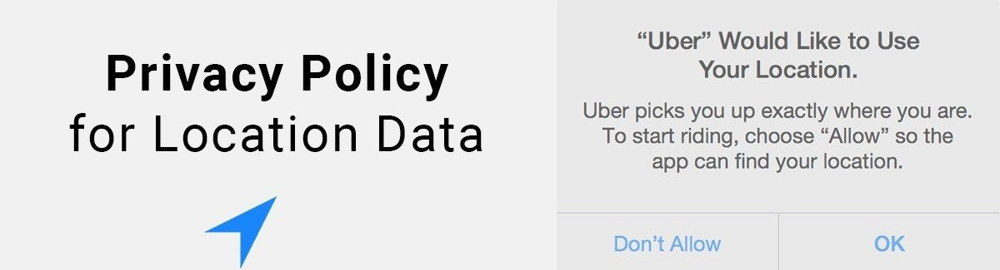 Privacy Policy
for Location Data
“Uber” Would Like to Use
Your Location.
Uber picks you up exactly where you are.
To start riding, choose “Allow” so the
app can find your location.
Don’t Allow
OK